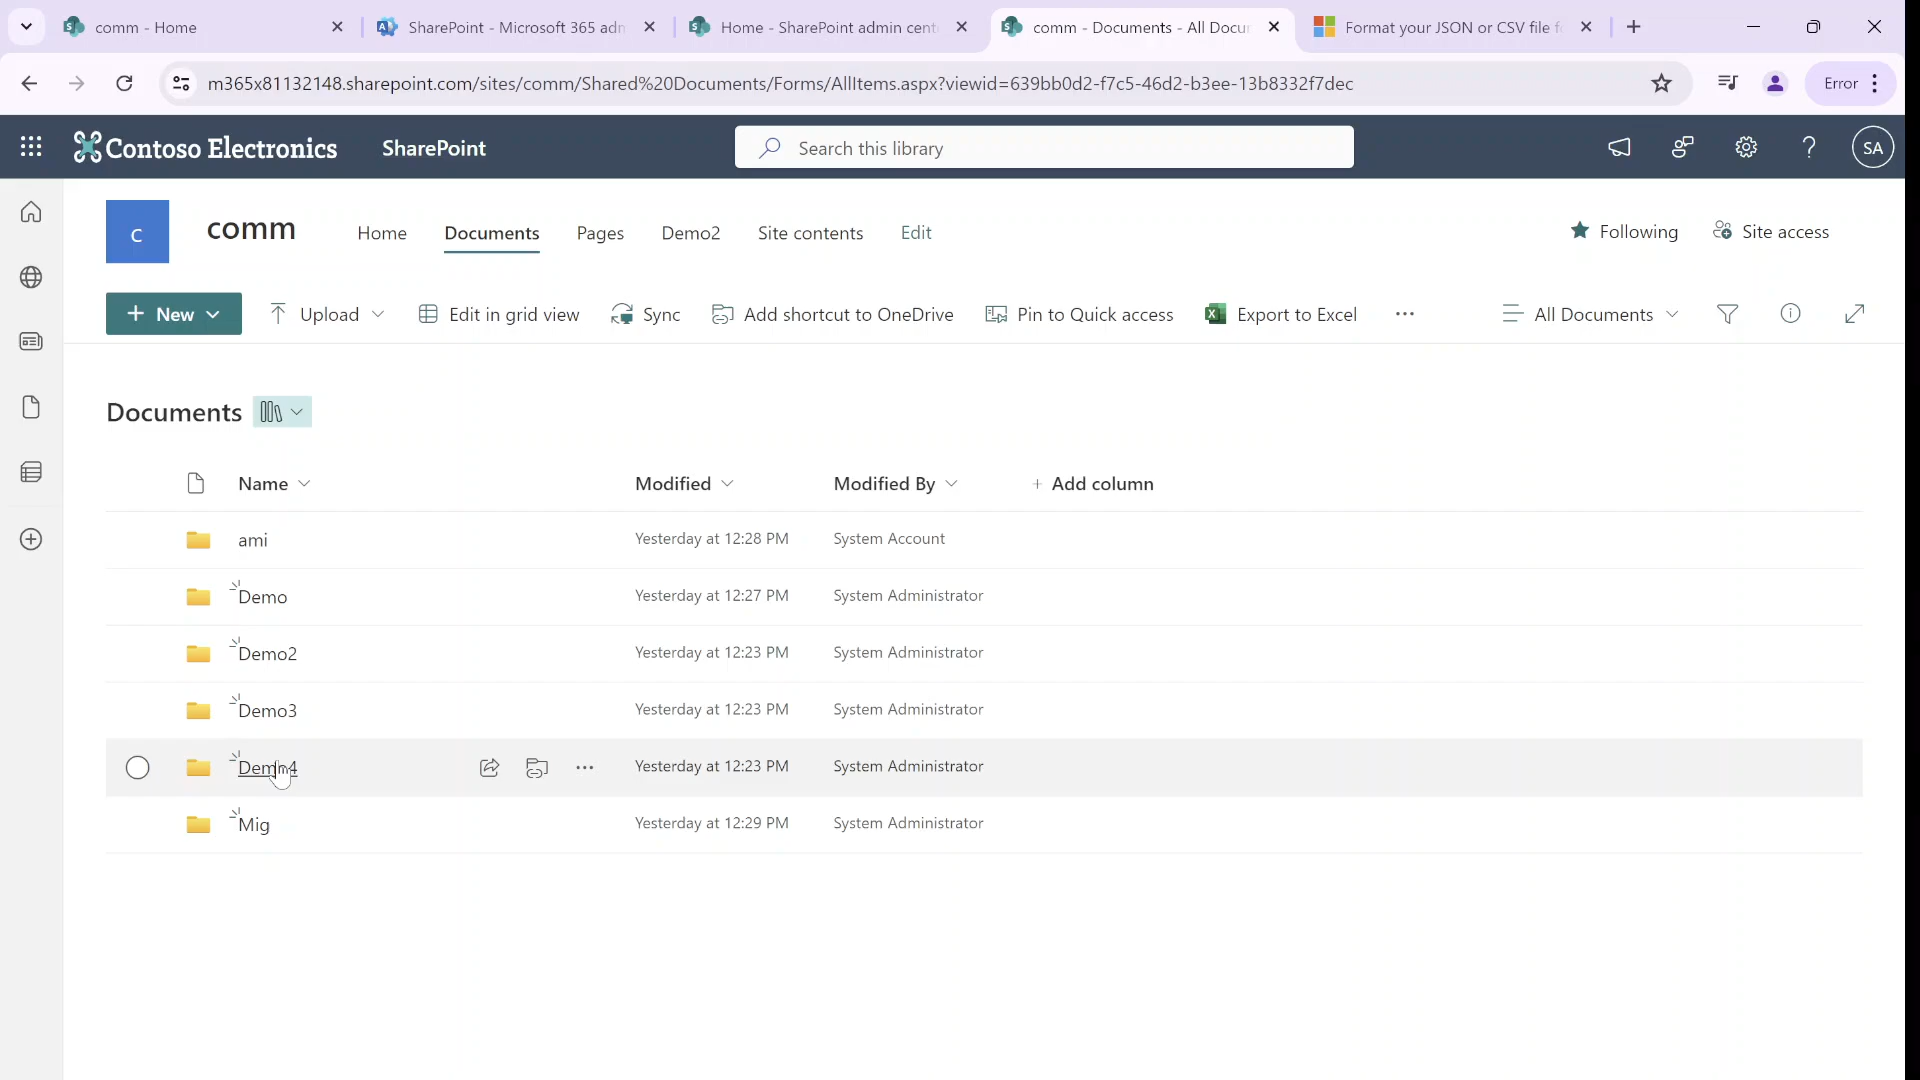 comm - Home
SharePoint - Microsoft 365 adm
Home - SharePoint admin cent
comm - Documents - All Docu
Format your JSON or CSV file f
m365x81132148.sharepoint.com/sites/comm/Shared%20Documents/Forms/AllItems.aspx?viewid=639bb0d2-f7c5-46d2-b3ee-13b8332f7dec
Error
Contoso Electronics
SharePoint
Search this library
SA
c
comm
Home
Documents
Pages
Demo2
Site contents
Edit
Following
Site access
New
Upload
Edit in grid view
Sync
Add shortcut to OneDrive
Pin to Quick access
Export to Excel
All Documents
Documents
Name
Modified
Modified By
+ Add column
ami
Yesterday at 12:28 PM
System Account
Demo
Yesterday at 12:27 PM
System Administrator
Demo2
Yesterday at 12:23 PM
System Administrator
Demo3
Yesterday at 12:23 PM
System Administrator
Demo4
Yesterday at 12:23 PM
System Administrator
Mig
Yesterday at 12:29 PM
System Administrator